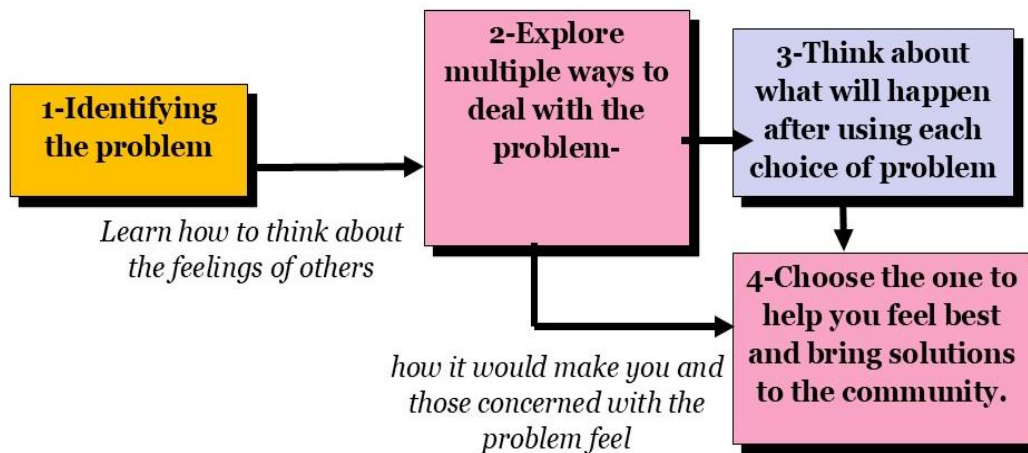 1-Identifying
the problem
Learn how to think about
the feelings of others
2-Explore
multiple ways to
deal with the
problem-
3-Think about
what will happen
after using each
choice of problem
how it would make you and
those concerned with the
problem feel
4-Choose the one to
help you feel best
and bring solutions
to the community.